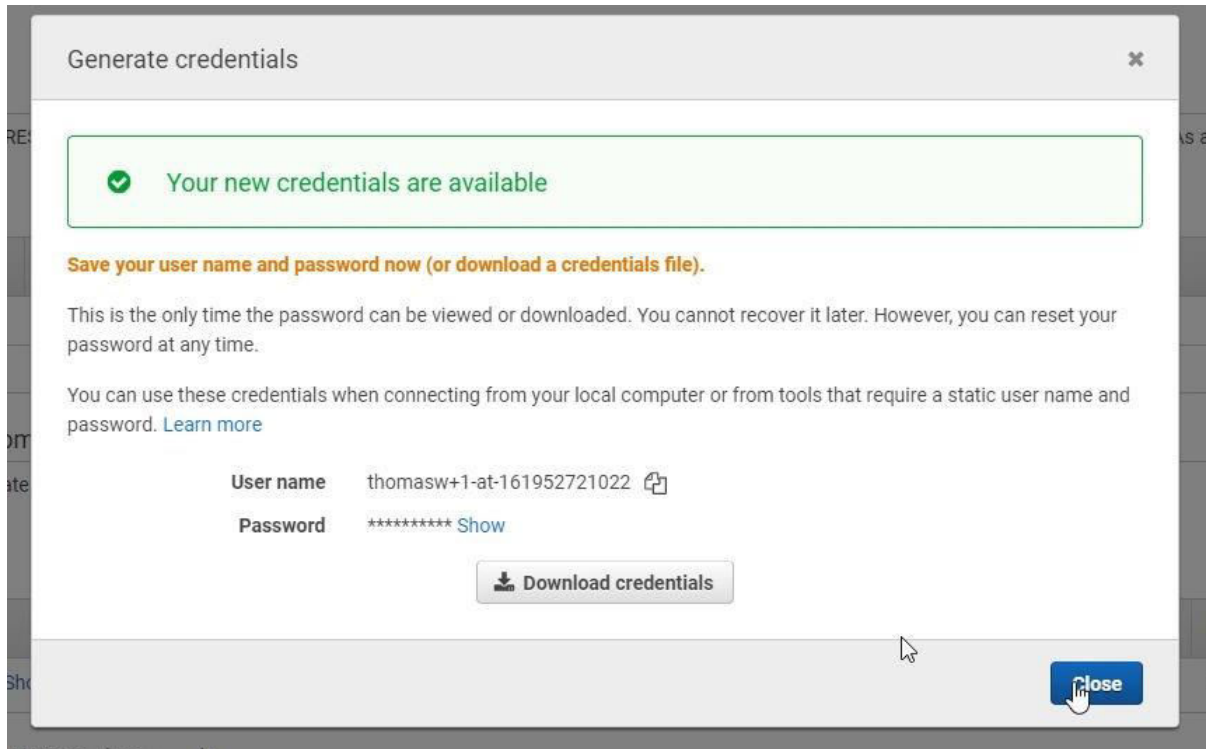 Generate credentials
Your new credentials are available
Save your user name and password now (or download a credentials file).
This is the only time the password can be viewed or downloaded. You cannot recover it later. However, you can reset your
password at any time.
You can use these credentials when connecting from your local computer or from tools that require a static user name and
password. Learn more
User name thomasw+1-at-161952721022
Password ********** Show
Download credentials
Close